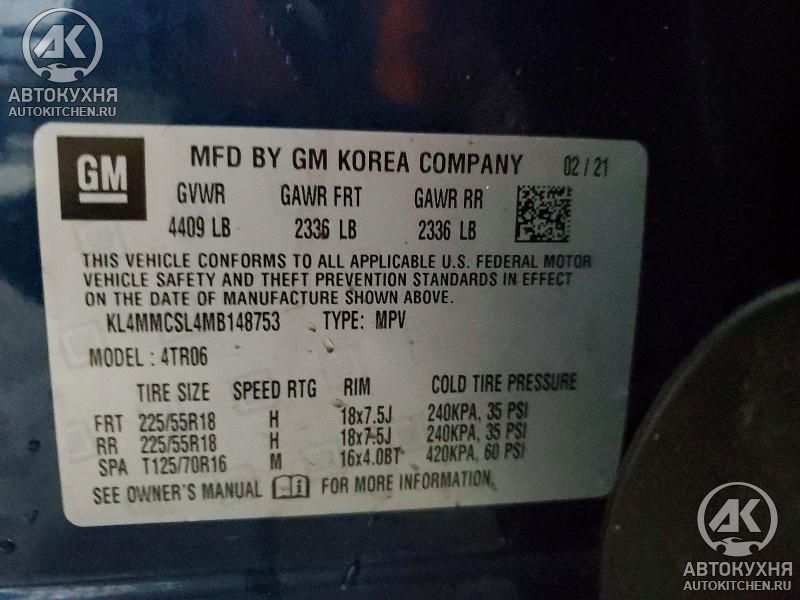 AK
АВТОКУХНЯ
AUTOKITCHEN.RU
GM
MFD BY GM KOREA COMPANY 02 / 21
GVWR GAWR FRT GAWR RR
4409 LB 2336 LB 2336 LB
THIS VEHICLE CONFORMS TO ALL APPLICABLE U.S. FEDERAL MOTOR
VEHICLE SAFETY AND THEFT PREVENTION STANDARDS IN EFFECT
ON THE DATE OF MANUFACTURE SHOWN ABOVE.
KL4MMCSL4MB148753 TYPE: MPV
MODEL : 4TR06
TIRE SIZE SPEED RTG RIM COLD TIRE PRESSURE
FRT 225/55R18 H 18x7.5J 240KPA, 35 PSI
RR 225/55R18 H 18x7.5J 240KPA, 35 PSI
SPA T125/70R16 M 16x4.0BT 420KPA, 60 PSI
SEE OWNER'S MANUAL FOR MORE INFORMATION.
AK
АВТОКУХНЯ
AUTOKITCHEN.RU